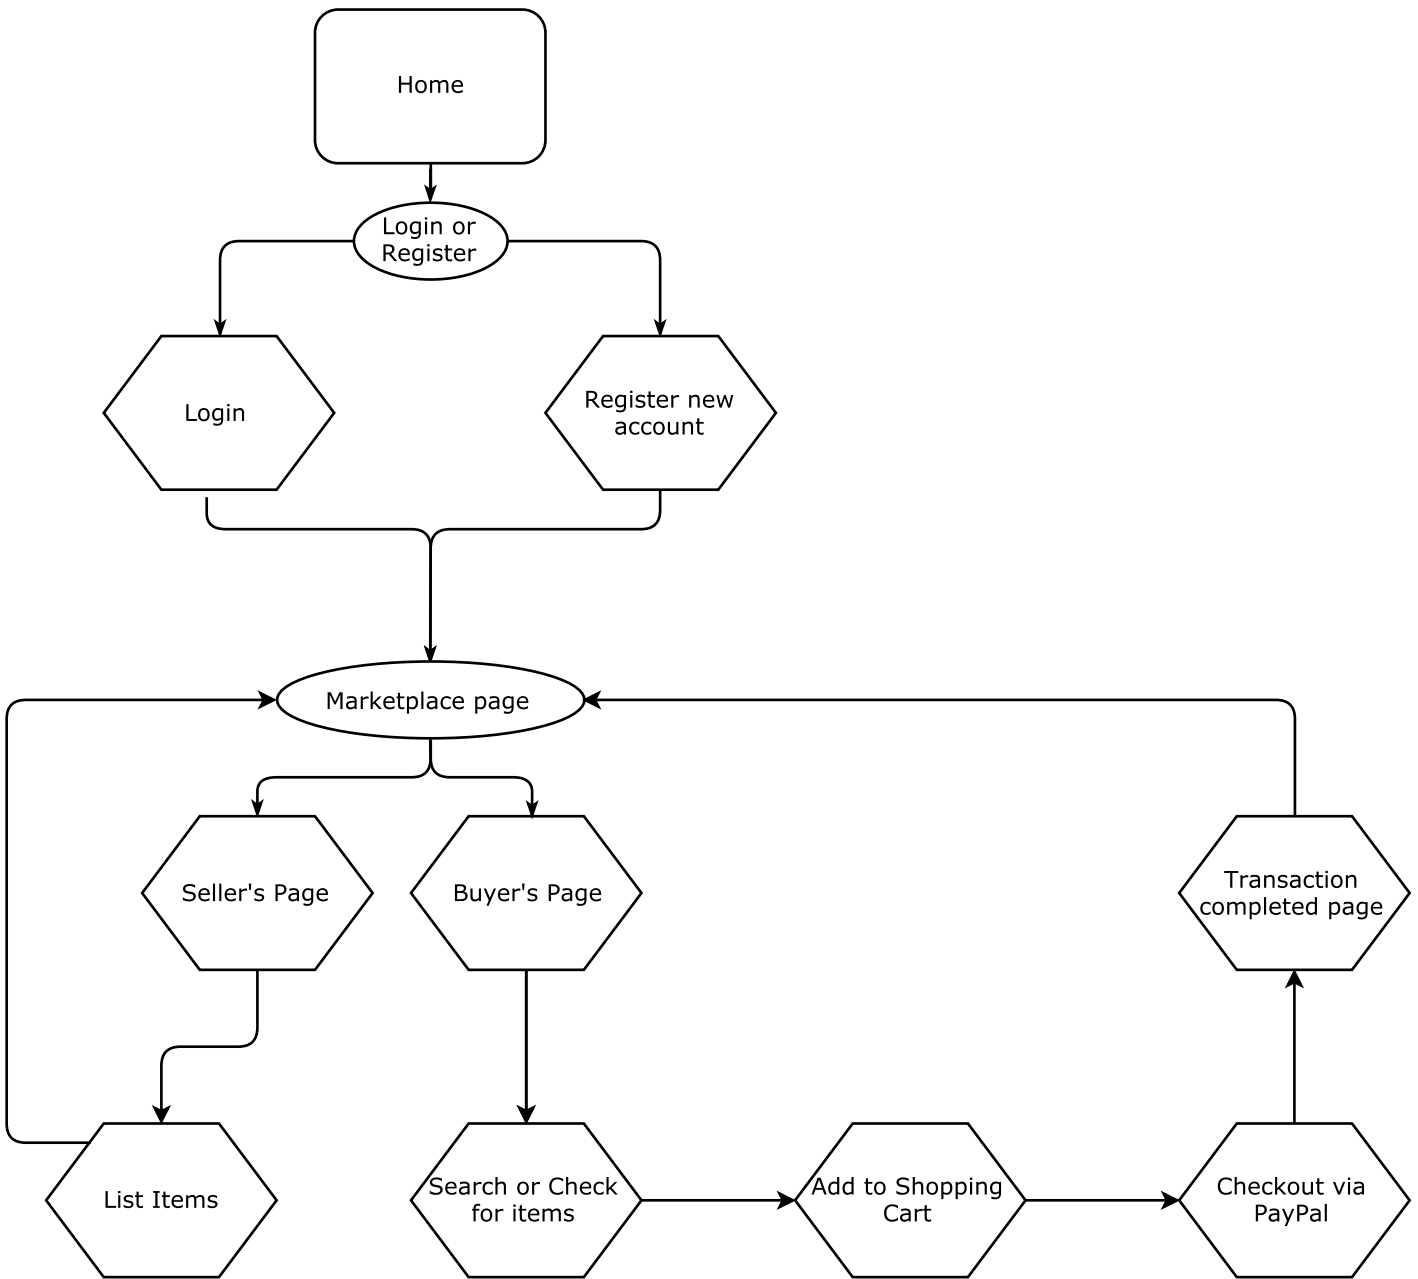 Home
Login or
Register
Login
Register new
account
Marketplace page
Seller's Page
Buyer's Page
Transaction
completed page
List Items
Search or Check
for items
Add to Shopping
Cart
Checkout via
PayPal